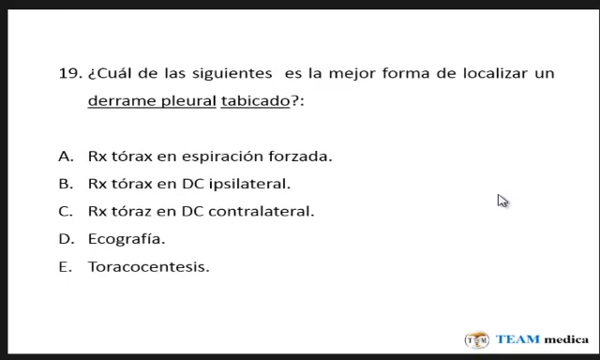 19. ¿Cuál de las siguientes es la mejor forma de localizar un
derrame pleural tabicado?:
A. Rx tórax en espiración forzada.
B. Rx tórax en DC ipsilateral.
C. Rx tóraz en DC contralateral.
D. Ecografía.
E. Toracocentesis.
TEAM medica